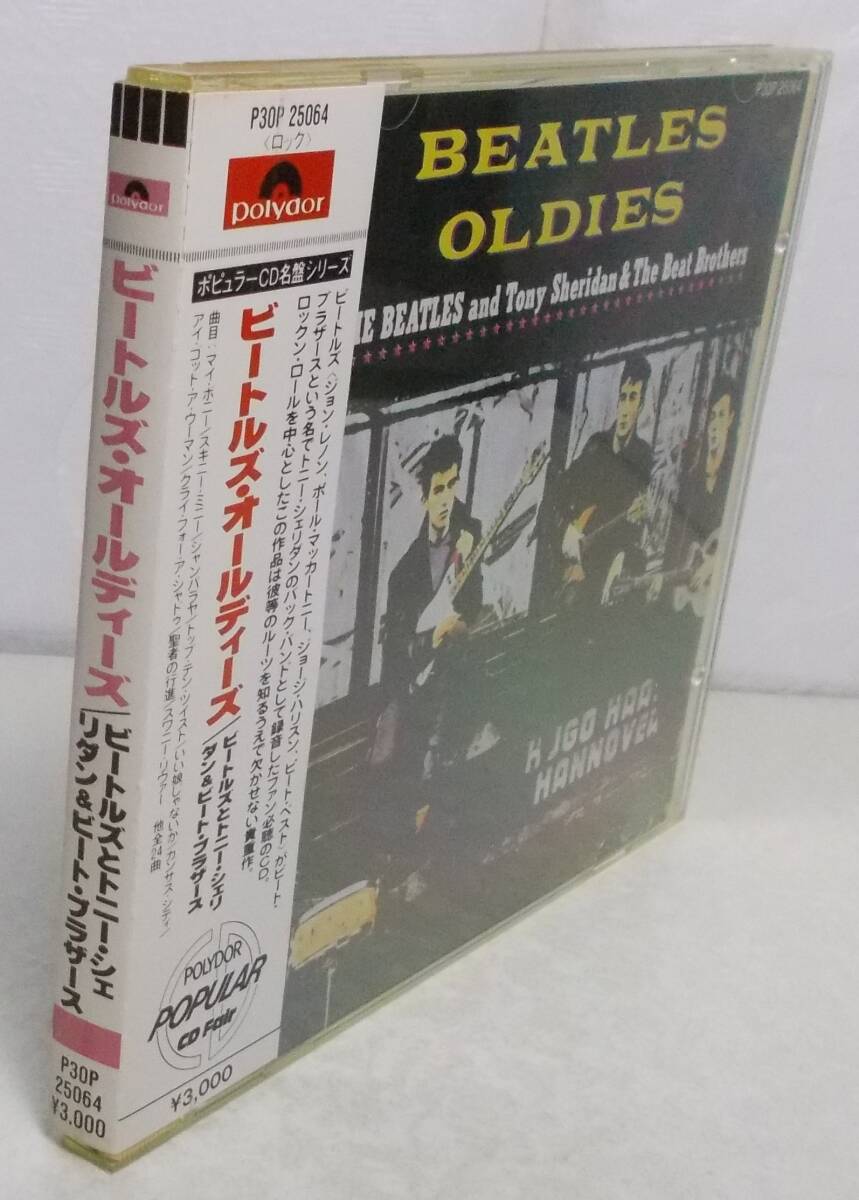 Polydor
ビートルズ・オールディーズ/ビートルズとトニー・シェ
リダン&ビート・ブラザース
P30P
25064
¥3,000
P30P 25064
〈ロック〉
polydor
ポピュラーCD名盤シリーズ
ビートルズ〈ジョン・レノン、ポール・マッカートニー、ジョージ・ハリスン、ピート・ベスト〉がビート・
ブラザースという名でトニー・シェリダンのバック・バンドとして録音したファン必聴のCD。
ロックン・ロールを中心としたこの作品は彼等のルーツを知るうえで欠かせない貴重作。
ビートルズ・オールディーズ/ビートルズとトニー・シェリ
ダン&ビート・ブラザース
曲目:マイ・ボニー/スキニー・ミニー/ジャンバラヤ/トップ・テン・ツイスト/いい娘じゃないか/カンサス・シティ/
アイ・ゴット・ア・ウーマン/クライ・フォー・ア・シャドウ/聖者の行進/スワニー・リヴァー 他全24曲
POLYDOR
POPULAR
CD Fair
¥3,000
P30P 25064
BEATLES
OLDIES
BEATLES and Tony Sheridan & The Beat Brothers
HANNOVER